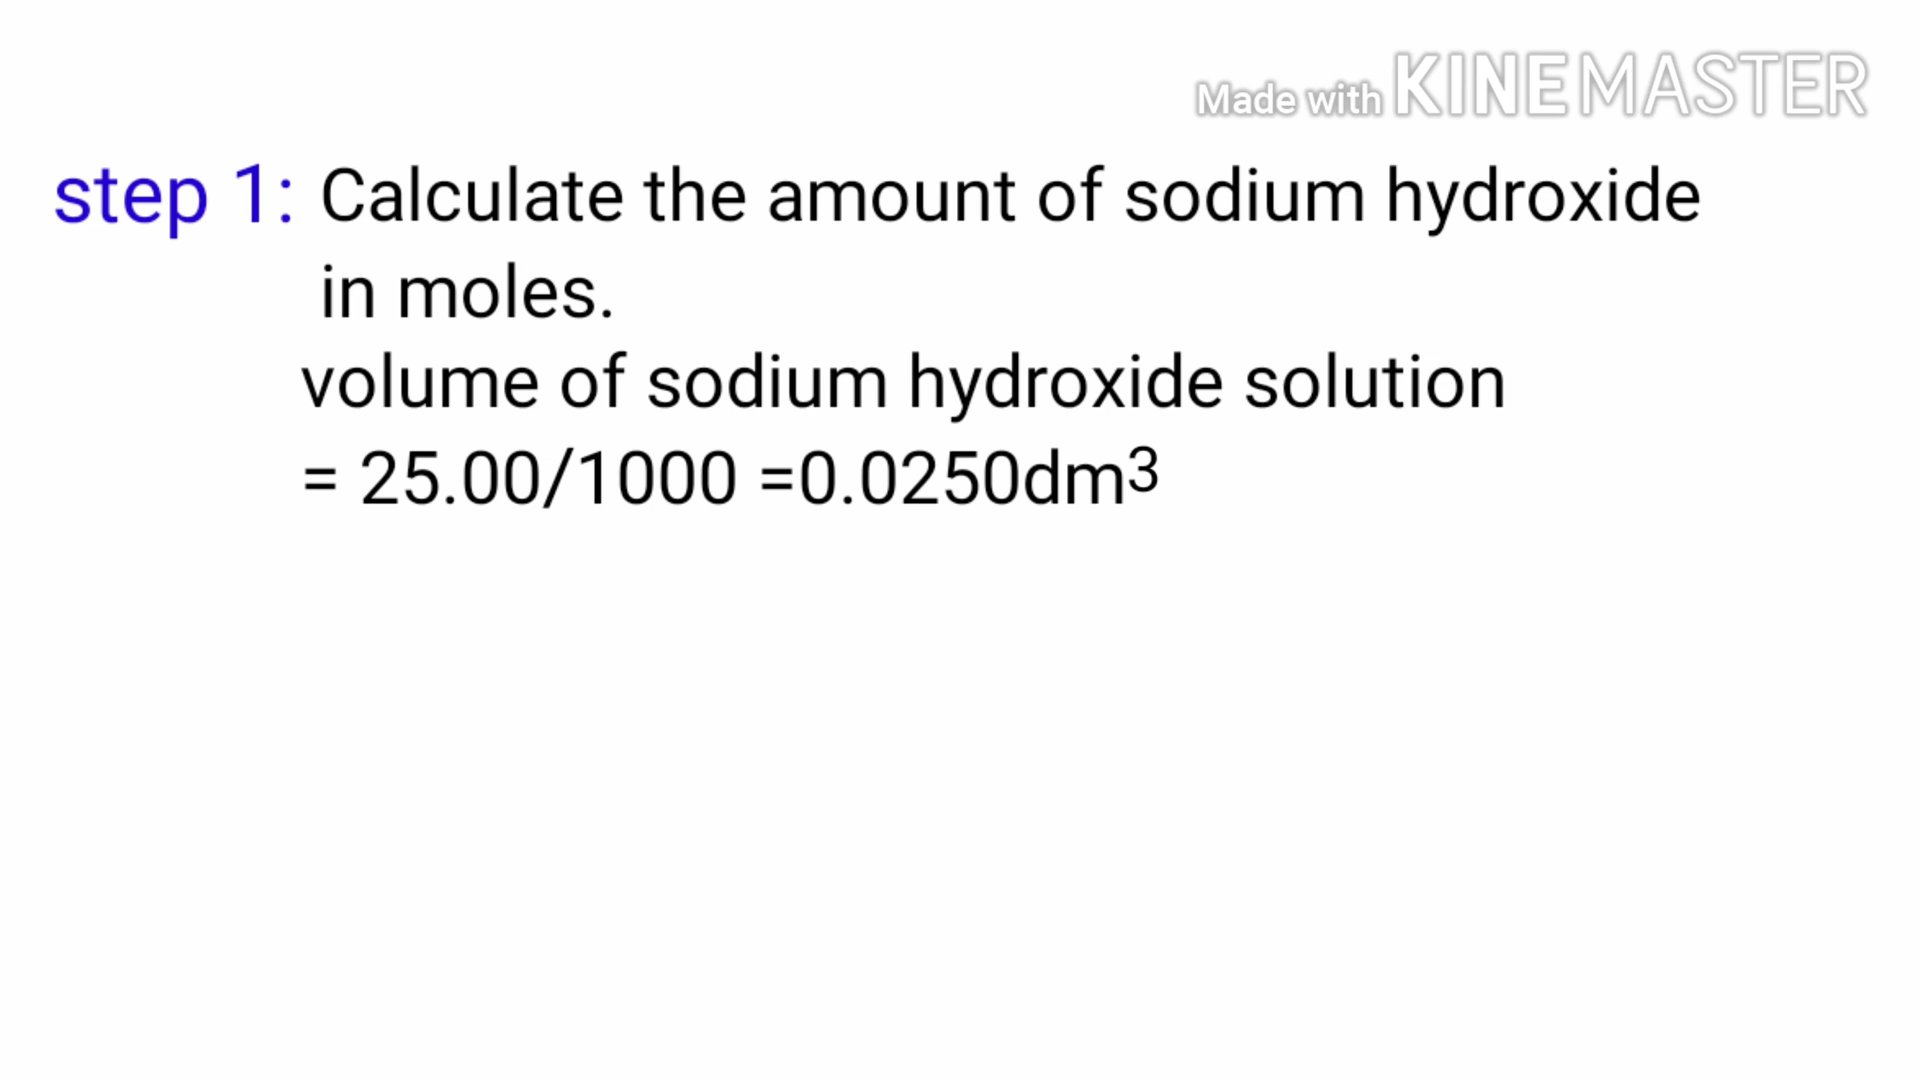 Made with KINEMASTER
step 1: Calculate the amount of sodium hydroxide
in moles.
volume of sodium hydroxide solution
= 25.00/1000 =0.0250dm³